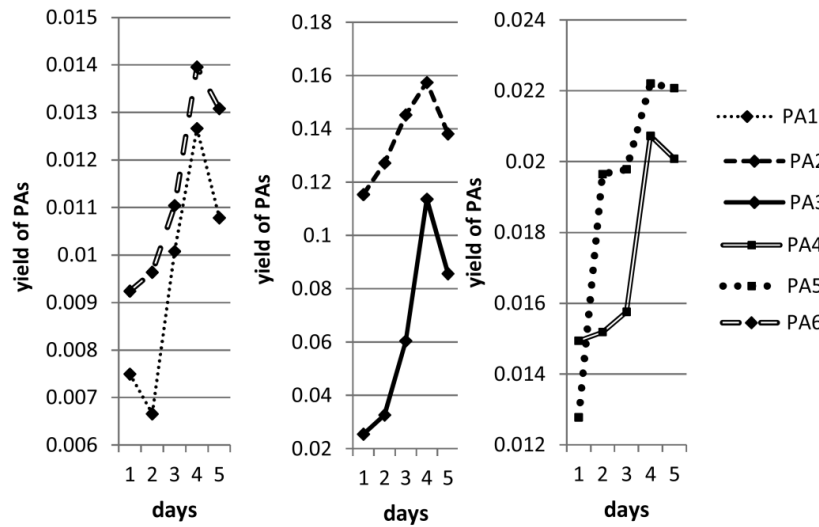 0.015
0.014
0.013
0.012
0.011
0.01
0.009
0.008
0.007
0.006
yield of PAs
1 2 3 4 5
days
0.18
0.16
0.14
0.12
0.1
0.08
0.06
0.04
0.02
yield of PAs
1 2 3 4 5
days
0.024
0.022
0.02
0.018
0.016
0.014
0.012
yield of PAs
1 2 3 4 5
days
PA1
PA2
PA3
PA4
PA5
PA6